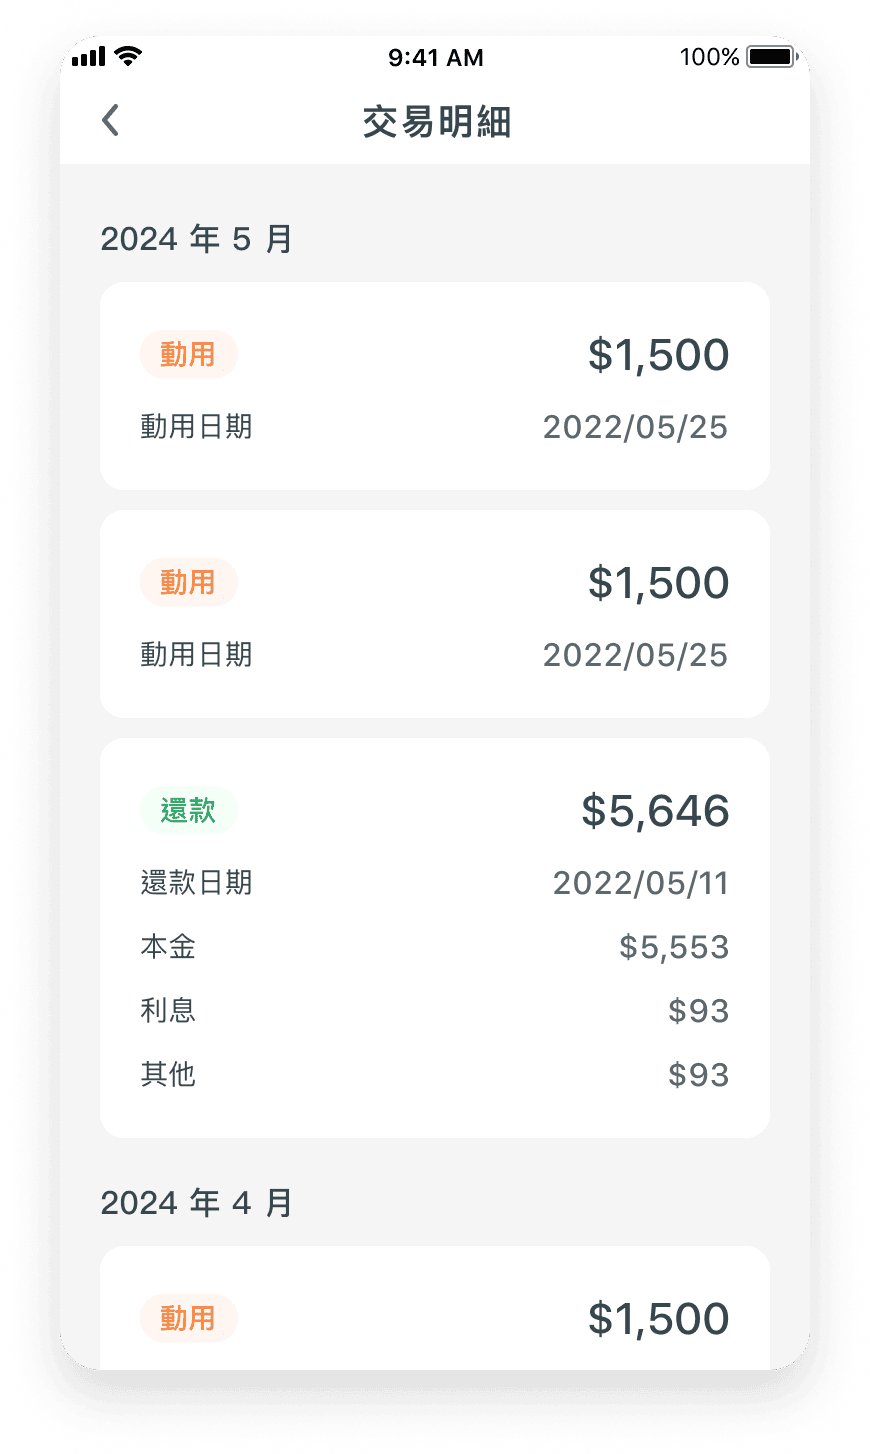 9:41 AM 100%
交易明細
2024 年 5 月
動用 $1,500
動用日期 2022/05/25
動用 $1,500
動用日期 2022/05/25
還款 $5,646
還款日期 2022/05/11
本金 $5,553
利息 $93
其他 $93
2024 年 4 月
動用 $1,500